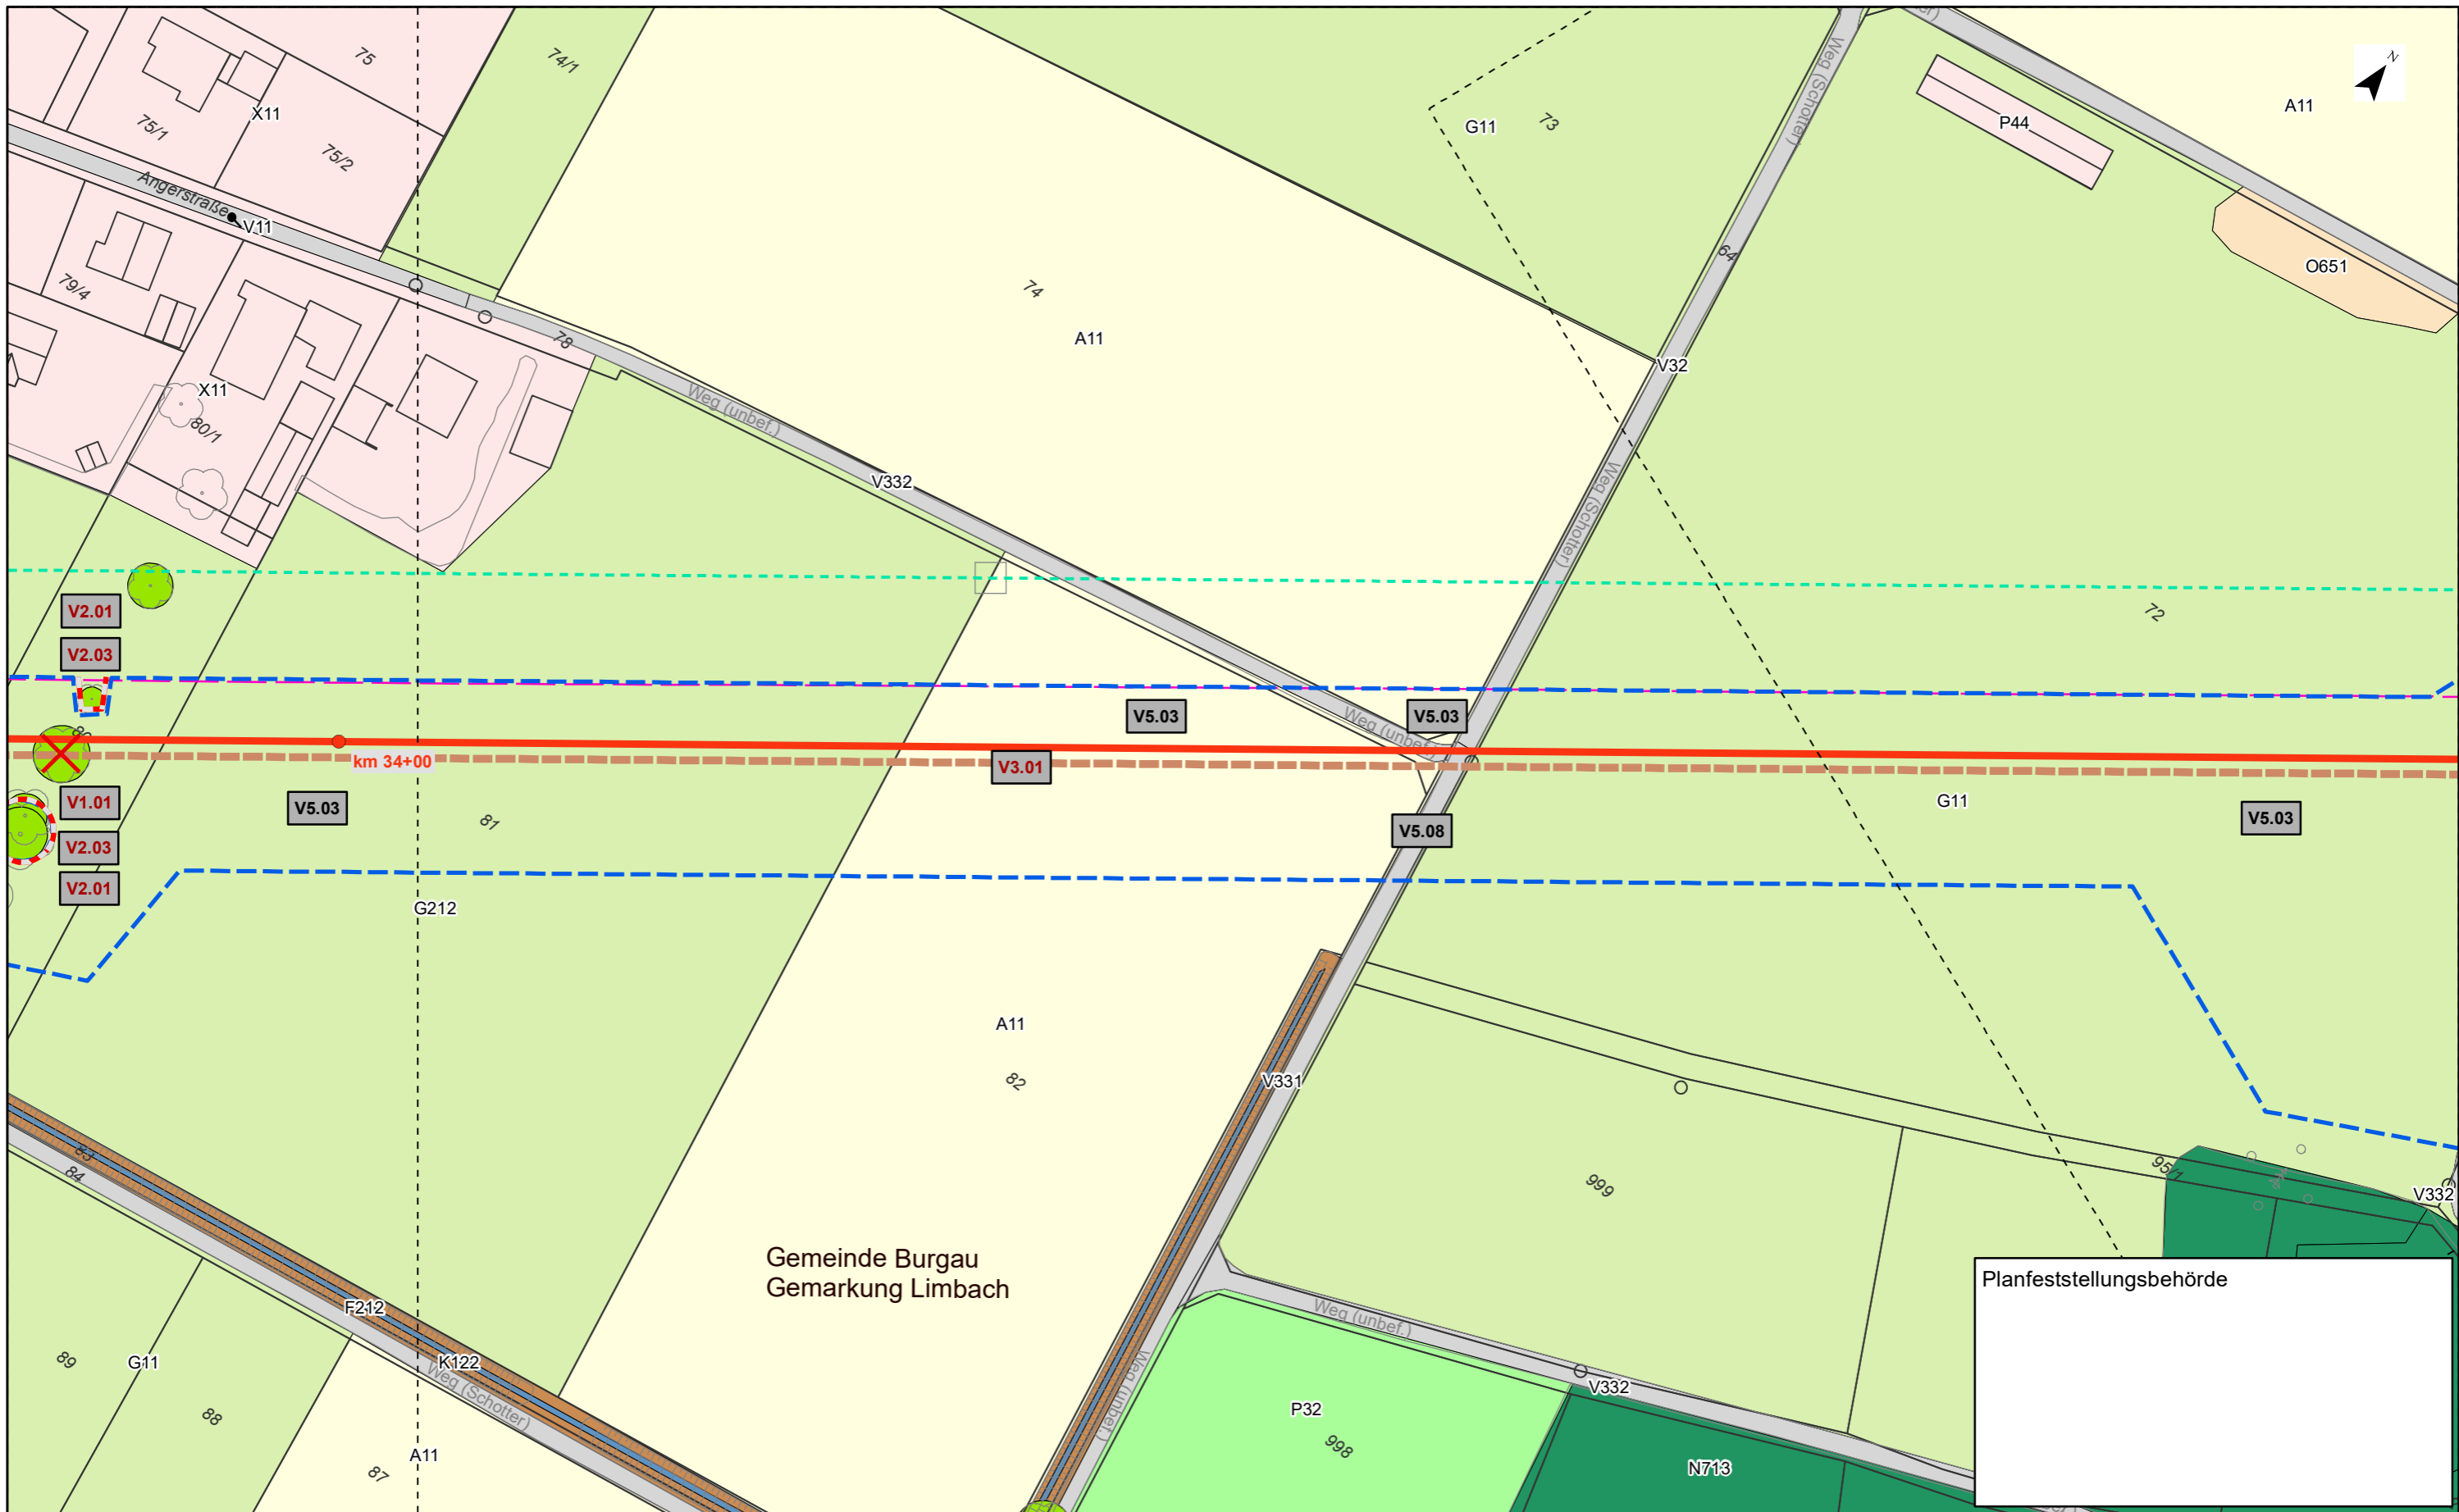 75
74/1
X11
75/1
75/2
Angerstraße
V11
79/4
78
X11
80/1
Weg (unbef.)
74
A11
V332
G11
73
Weg (Schotter)
64
V32
Weg (Schotter)
P44
A11
N
O651
72
V2.01
V2.03
km 34+00
V1.01
V2.03
V2.01
V5.03
81
G212
V5.03
V3.01
V5.03
Weg (unbef.)
V5.08
G11
V5.03
A11
82
V331
83
84
F212
K122
Weg (Schotter)
89
G11
88
87
A11
Gemeinde Burgau
Gemarkung Limbach
Weg (unbef.)
999
95/1
V332
Weg (unbef.)
V332
P32
998
N713
Planfeststellungsbehörde